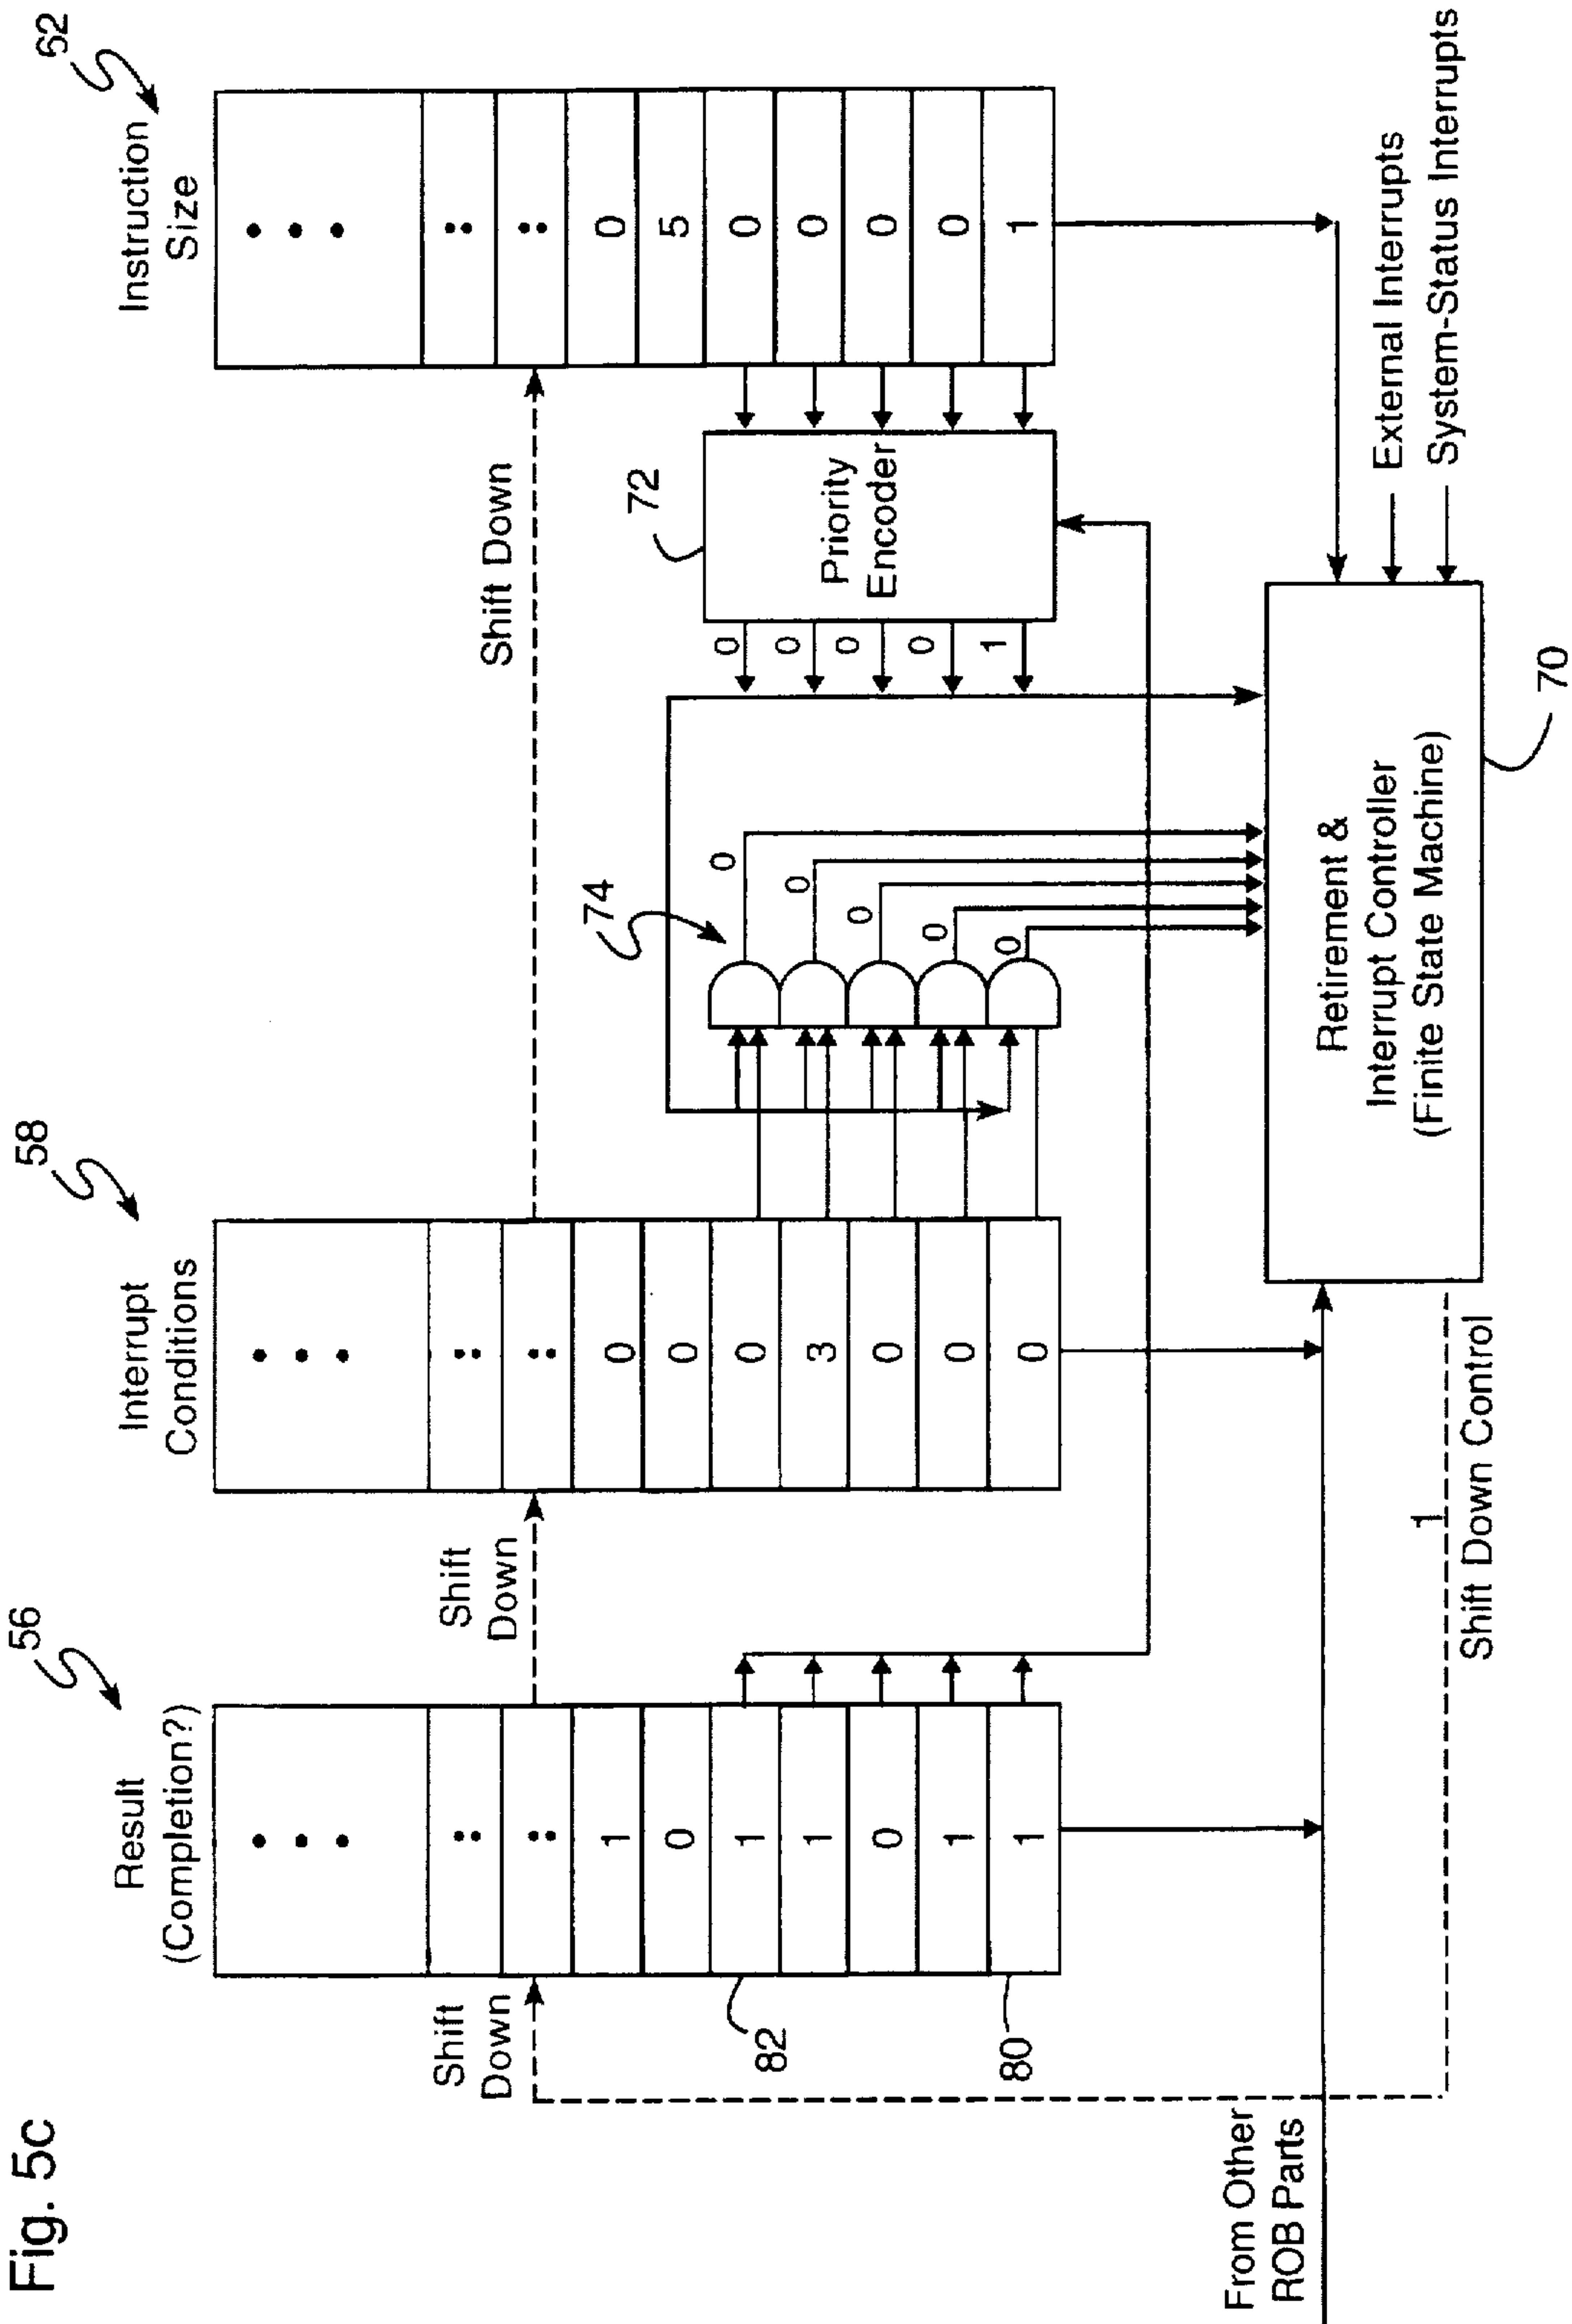 Fig. 5c
56
Result
(Completion?)
• • •
:
:
1
0
1
1
0
1
1
82
80
Shift
Down
Shift
Down
58
Interrupt
Conditions
• • •
:
:
0
0
0
3
0
0
0
Shift Down
74
0
0
0
0
0
72
Priority
Encoder
0
0
0
0
1
62
Instruction
Size
• • •
:
:
0
5
0
0
0
0
1
From Other
ROB Parts
1
Shift Down Control
Retirement &
Interrupt Controller
(Finite State Machine)
70
External Interrupts
System-Status Interrupts